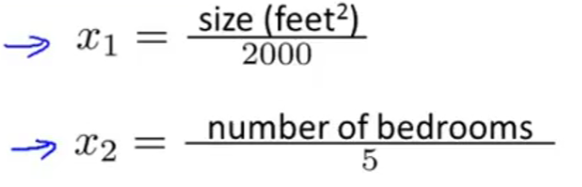 x₁ = size (feet²) / 2000
x₂ = number of bedrooms / 5